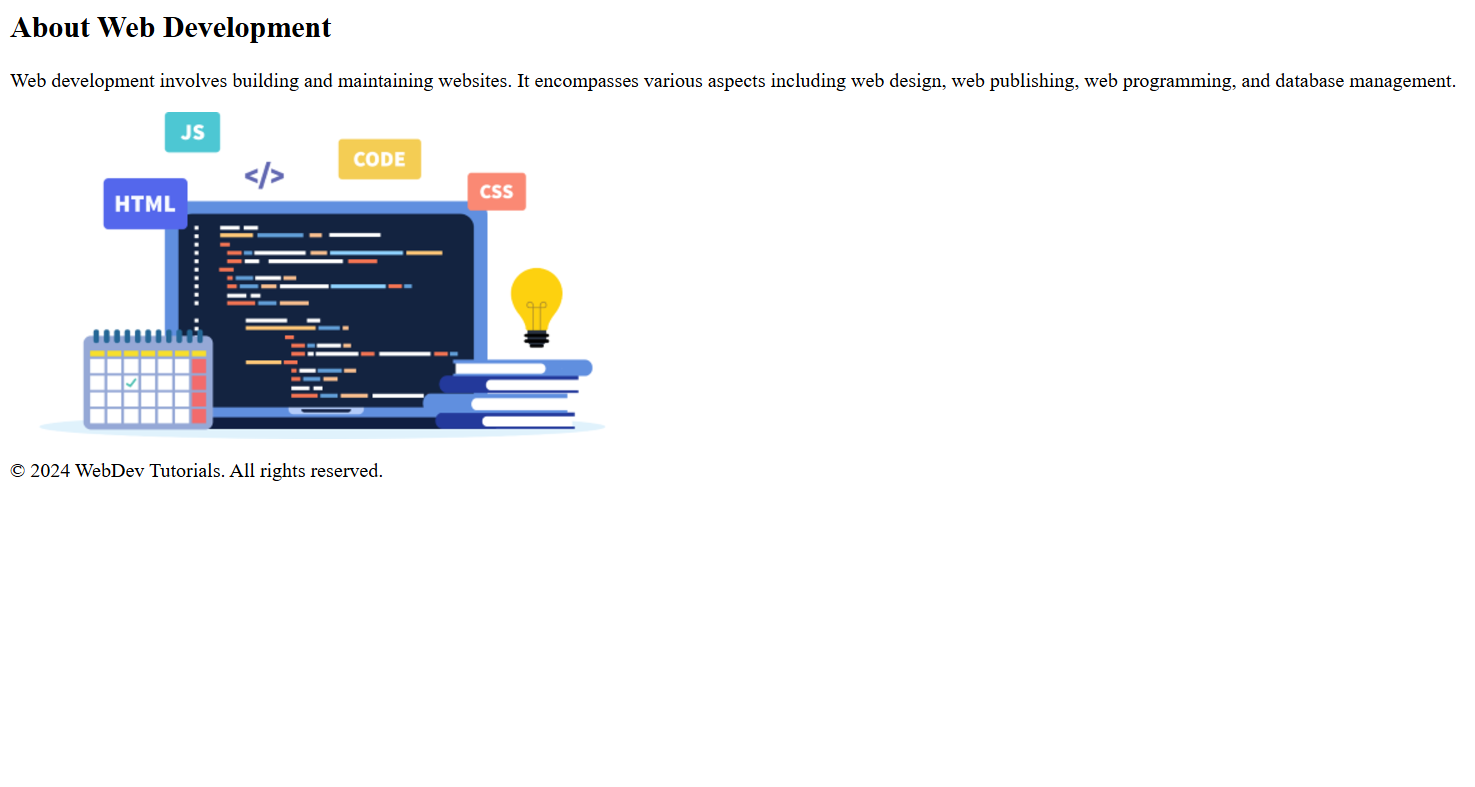 About Web Development
Web development involves building and maintaining websites. It encompasses various aspects including web design, web publishing, web programming, and database management.
JS
CODE
</>
CSS
HTML
© 2024 WebDev Tutorials. All rights reserved.